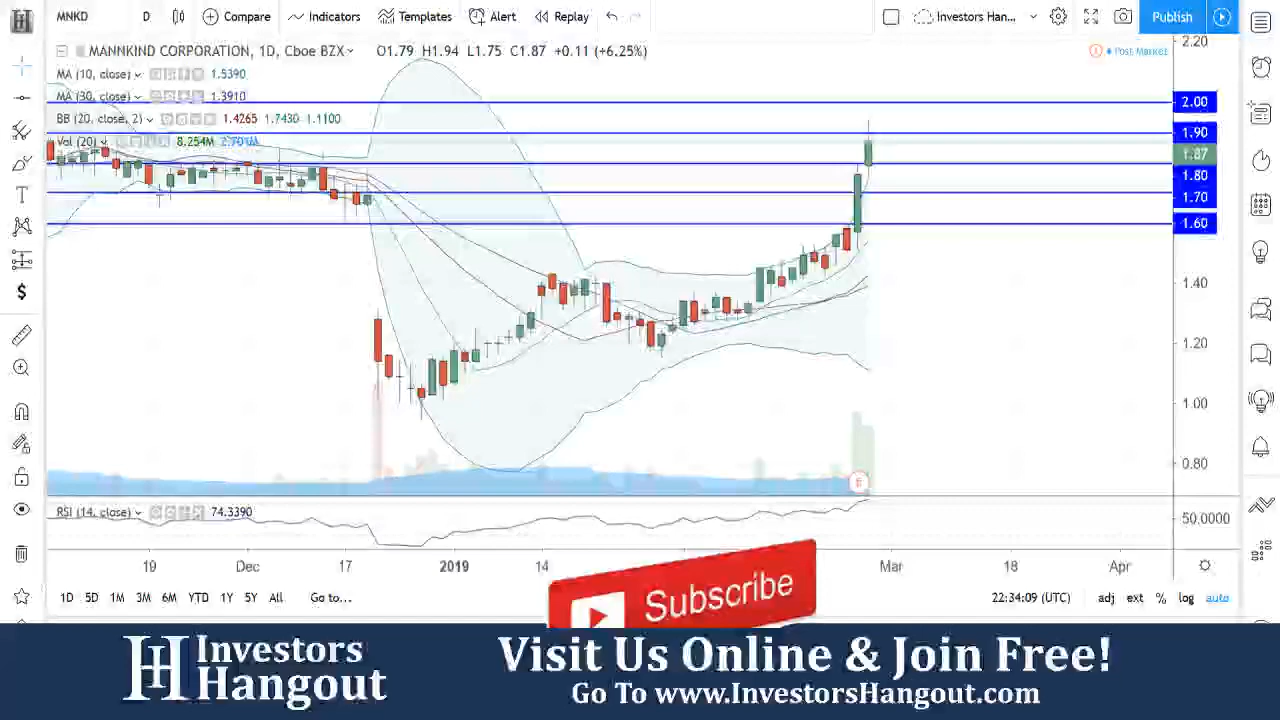 MNKD D Compare Indicators Templates Alert Replay Investors Han... Publish
MANNKIND CORPORATION, 1D, Cboe BZX O1.79 H1.94 L1.75 C1.87 +0.11 (+6.25%)
Post Market
MA (10, close) 1.5390
MA (30, close) 1.3910
BB (20, close, 2) 1.4265 1.7430 1.1100
Vol (20) 8.254M
2.20
2.00
1.90
1.87
1.80
1.70
1.60
1.40
1.20
1.00
0.80
E
RSI (14, close) 74.3390
50.0000
19 Dec 17 2019 14 Mar 18 Apr
1D 5D 1M 3M 6M YTD 1Y 5Y All Go to... 22:34:09 (UTC) adj ext % log auto
Subscribe
H Investors
Hangout
Visit Us Online & Join Free!
Go To www.InvestorsHangout.com